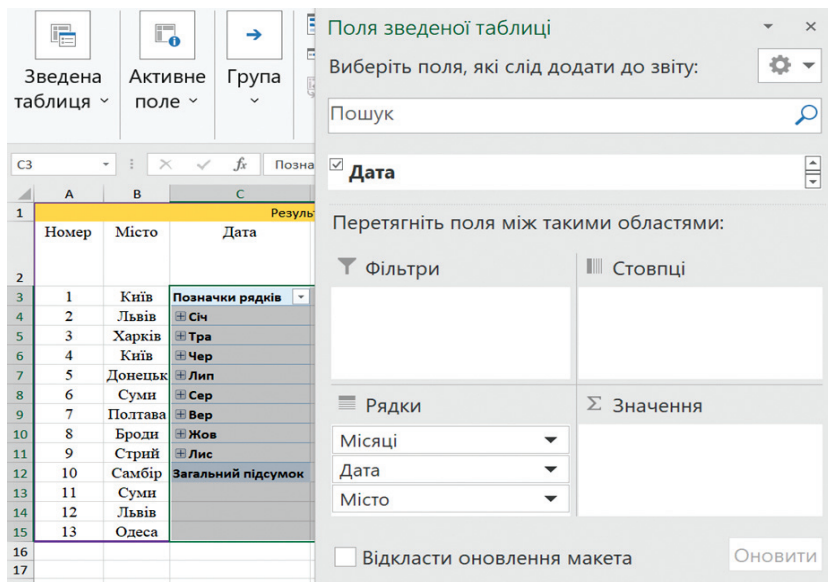 Зведена таблиця
Активне поле
Група
C3
fx
Позна
A B C
1 Результ
2 Номер Місто Дата
3 1 Київ Позначки рядків
4 2 Львів Січ
5 3 Харків Тра
6 4 Київ Чер
7 5 Донецьк Лип
8 6 Суми Сер
9 7 Полтава Вер
10 8 Броди Жов
11 9 Стрий Лис
12 10 Самбір Загальний підсумок
13 11 Суми
14 12 Львів
15 13 Одеса
16
17
Поля зведеної таблиці
Виберіть поля, які слід додати до звіту:
Пошук
Дата
Перетягніть поля між такими областями:
Фільтри
Стовпці
Рядки
Місяці
Дата
Місто
Σ Значення
Відкласти оновлення макета
Оновити